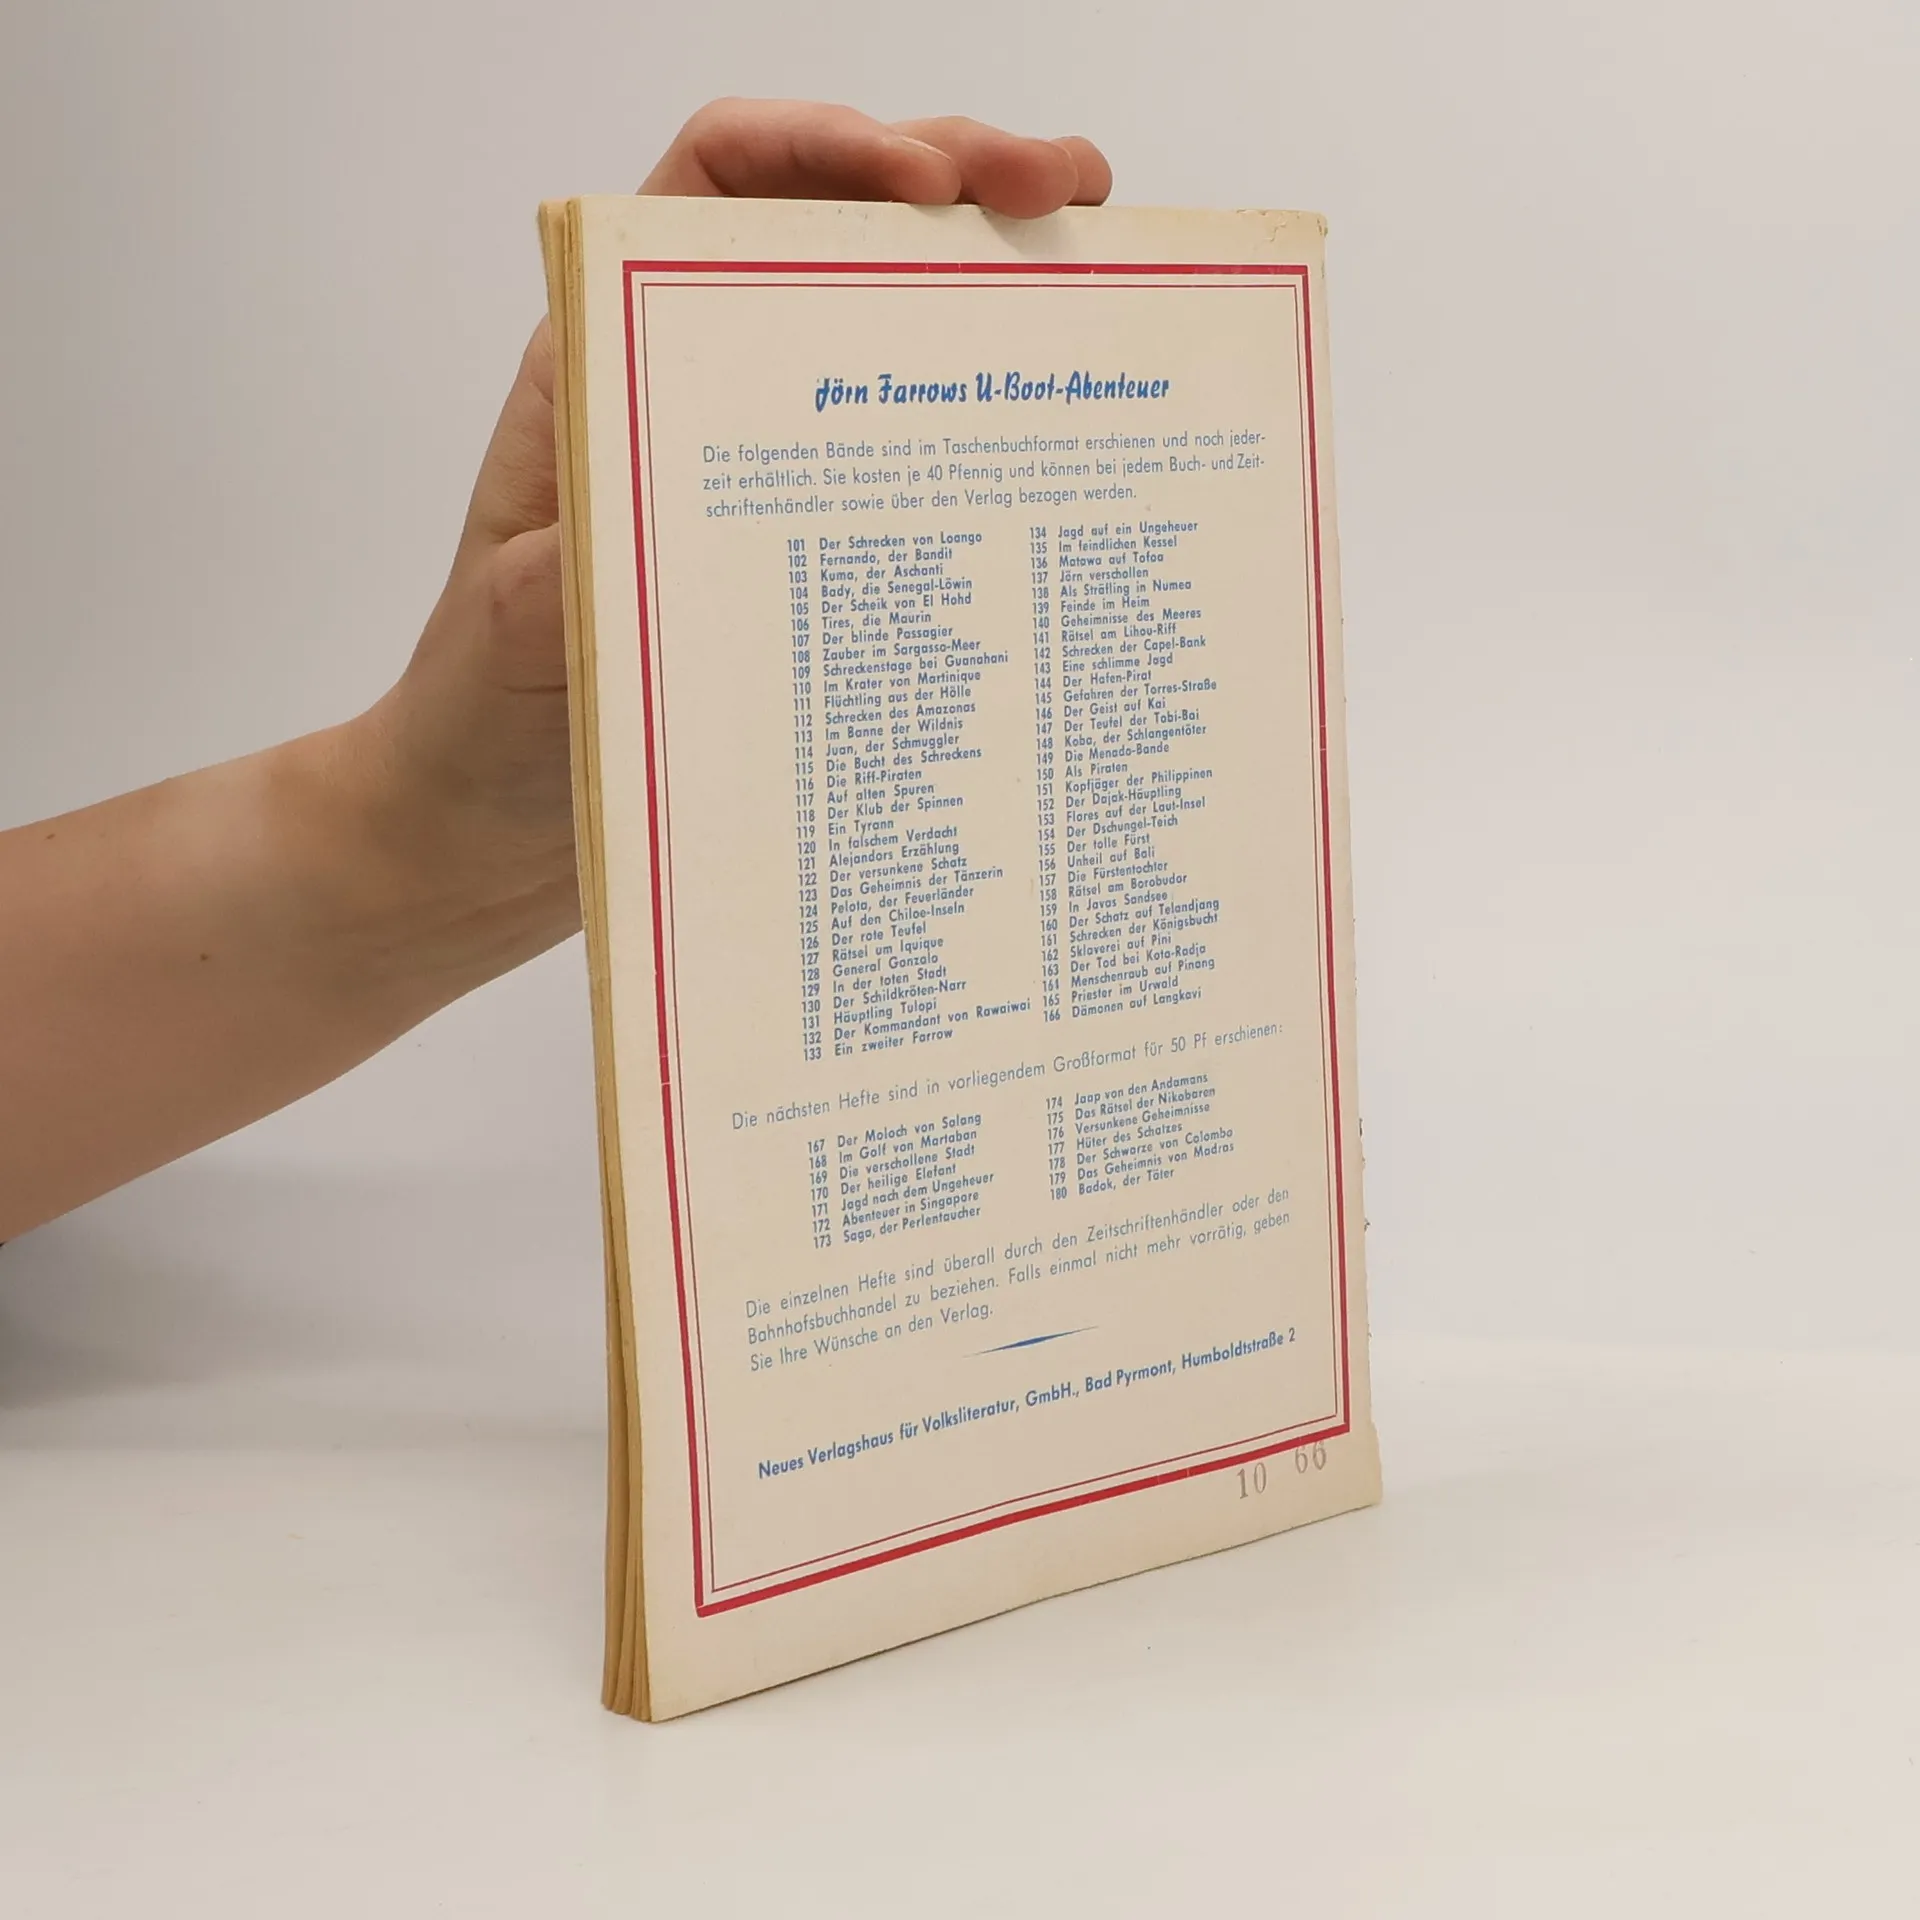 Jörn Farrows U-Boot-Abenteuer
Die folgenden Bände sind im Taschenbuchformat erschienen und noch jeder-
zeit erhältlich. Sie kosten je 40 Pfennig und können bei jedem Buch- und Zeit-
schriftenhändler sowie über den Verlag bezogen werden.
101 Der Schrecken von Loango
102 Fernando, der Bandit
103 Kuma, der Aschanti
104 Bady, die Senegal-Löwin
105 Der Scheik von El Hohd
106 Tires, die Maurin
107 Der blinde Passagier
108 Zauber im Sargasso-Meer
109 Schreckenstage bei Guanahani
110 Im Krater von Martinique
111 Flüchtling aus der Hölle
112 Schrecken des Amazonas
113 Im Banne der Wildnis
114 Juan, der Schmuggler
115 Die Bucht des Schreckens
116 Die Riff-Piraten
117 Auf alten Spuren
118 Der Klub der Spinnen
119 Ein Tyrann
120 In falschem Verdacht
121 Alejandors Erzählung
122 Der versunkene Schatz
123 Das Geheimnis der Tänzerin
124 Pelota, der Feuerländer
125 Auf den Chiloe-Inseln
126 Der rote Teufel
127 Rätsel um Iquique
128 General Gonzalo
129 In der toten Stadt
130 Der Schildkröten-Narr
131 Häuptling Tulopi
132 Der Kommandant von Rawaiwai
133 Ein zweiter Farrow
134 Jagd auf ein Ungeheuer
135 Im feindlichen Kessel
136 Matawa auf Tofoa
137 Jörn verschollen
138 Als Sträfling in Numea
139 Feinde im Heim
140 Geheimnisse des Meeres
141 Rätsel am Lihou-Riff
142 Schrecken der Capel-Bank
143 Eine schlimme Jagd
144 Der Hafen-Pirat
145 Gefahren der Torres-Straße
146 Der Geist auf Kai
147 Der Teufel der Tobi-Bai
148 Koba, der Schlangentöter
149 Die Menado-Bande
150 Als Piraten
151 Kopfjäger der Philippinen
152 Der Dajak-Häuptling
153 Flores auf der Laut-Insel
154 Der Dschungel-Teich
155 Der tolle Fürst
156 Unheil auf Bali
157 Die Fürstentochter
158 Rätsel am Borobudor
159 In Javas Sandsee
160 Der Schatz auf Telandjang
161 Schrecken der Königsbucht
162 Sklaverei auf Pini
163 Der Tod bei Kota-Radja
164 Menschenraub auf Pinang
165 Priester im Urwald
166 Dämonen auf Langkavi
Die nächsten Hefte sind in vorliegendem Großformat für 50 Pf erschienen:
167 Der Moloch von Salang
168 Im Golf von Martaban
169 Die verschollene Stadt
170 Der heilige Elefant
171 Jagd nach dem Ungeheuer
172 Abenteuer in Singapore
173 Saga, der Perlentaucher
174 Jaap von den Andamans
175 Das Rätsel der Nikobaren
176 Versunkene Geheimnisse
177 Hüter des Schatzes
178 Der Schwarze von Colombo
179 Das Geheimnis von Madras
180 Badok, der Täter
Die einzelnen Hefte sind überall durch den Zeitschriftenhändler oder den
Bahnhofsbuchhandel zu beziehen. Falls einmal nicht mehr vorrätig, geben
Sie Ihre Wünsche an den Verlag.
Neues Verlagshaus für Volksliteratur, GmbH., Bad Pyrmont, Humboldtstraße 2
10 66